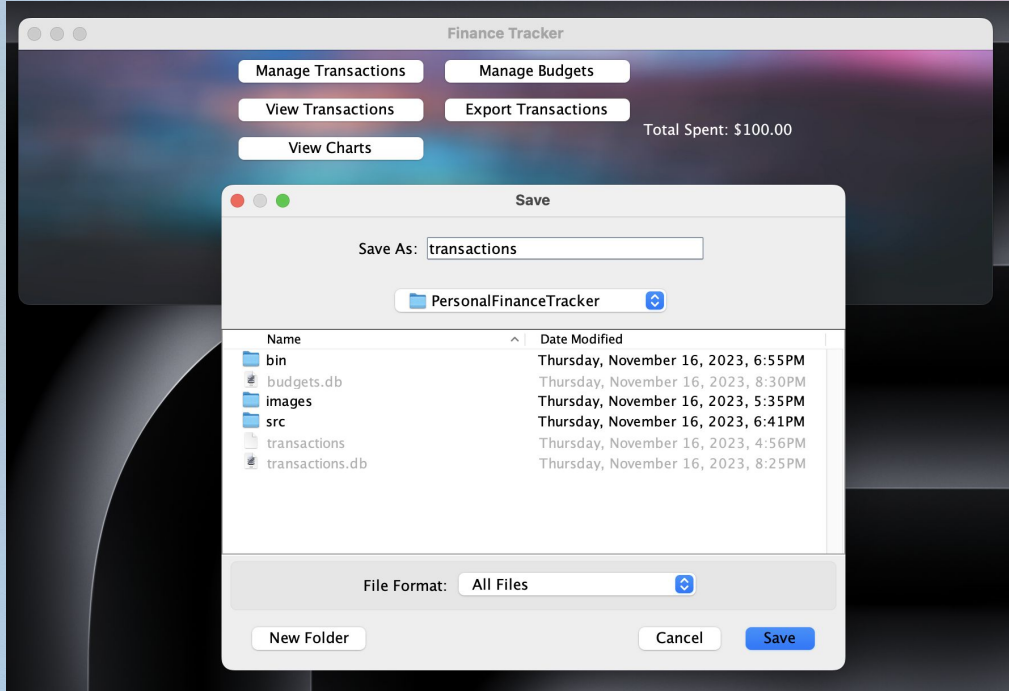 Finance Tracker
Manage Transactions Manage Budgets
View Transactions Export Transactions
Total Spent: $100.00
View Charts
Save
Save As: transactions
PersonalFinanceTracker
Name Date Modified
bin Thursday, November 16, 2023, 6:55PM
budgets.db Thursday, November 16, 2023, 8:30PM
images Thursday, November 16, 2023, 5:35PM
src Thursday, November 16, 2023, 6:41PM
transactions Thursday, November 16, 2023, 4:56PM
transactions.db Thursday, November 16, 2023, 8:25PM
File Format: All Files
New Folder Cancel Save